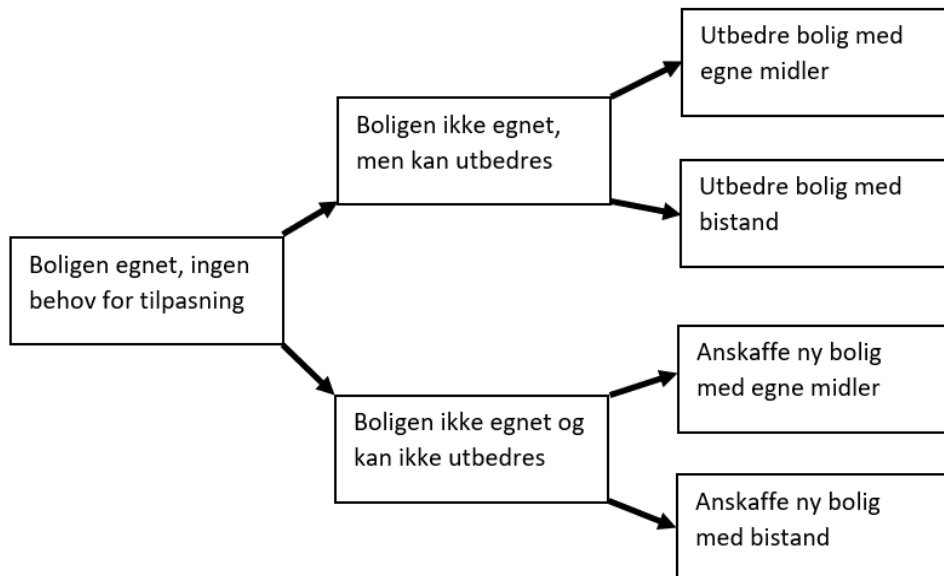 Boligen egnet, ingen
behov for tilpasning
Boligen ikke egnet,
men kan utbedres
Utbedre bolig med
egne midler
Utbedre bolig med
bistand
Boligen ikke egnet og
kan ikke utbedres
Anskaffe ny bolig
med egne midler
Anskaffe ny bolig
med bistand